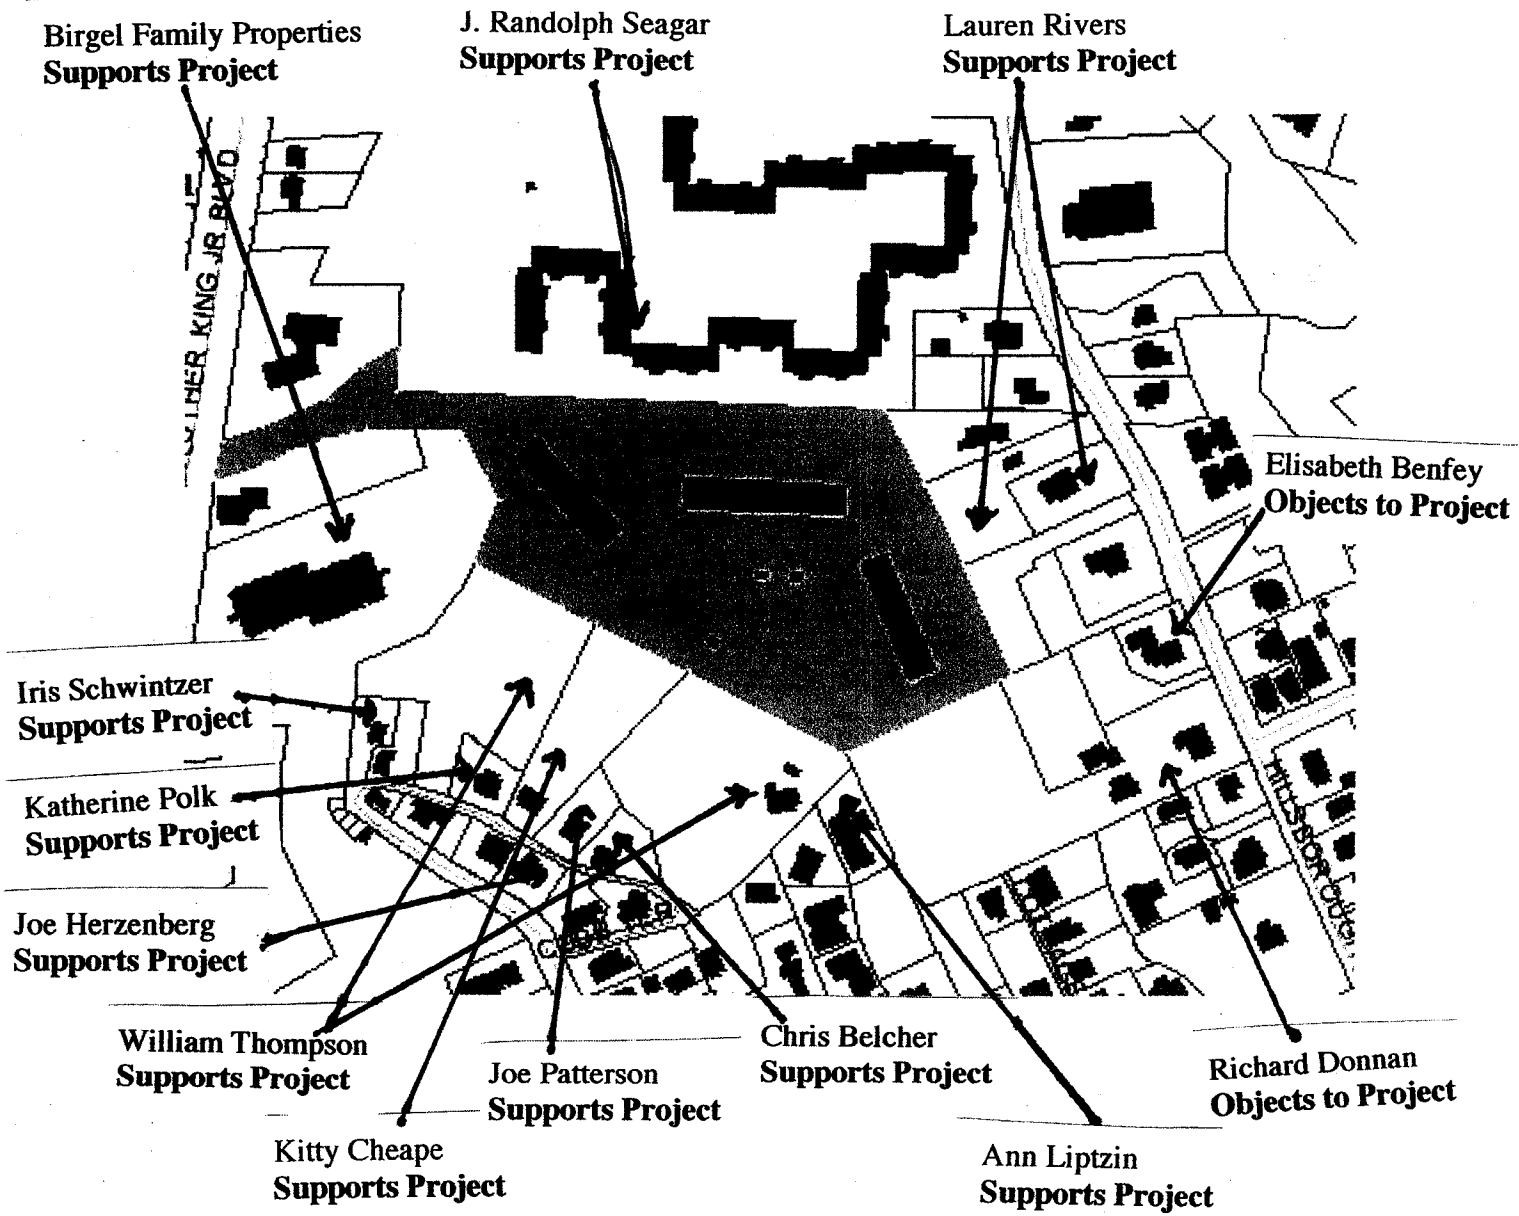 Birgel Family Properties
Supports Project
J. Randolph Seagar
Supports Project
Lauren Rivers
Supports Project
KING JR BLVD
Elisabeth Benfey
Objects to Project
Iris Schwintzer
Supports Project
Katherine Polk
Supports Project
Joe Herzenberg
Supports Project
William Thompson
Supports Project
Joe Patterson
Supports Project
Chris Belcher
Supports Project
Richard Donnan
Objects to Project
Kitty Cheape
Supports Project
Ann Liptzin
Supports Project